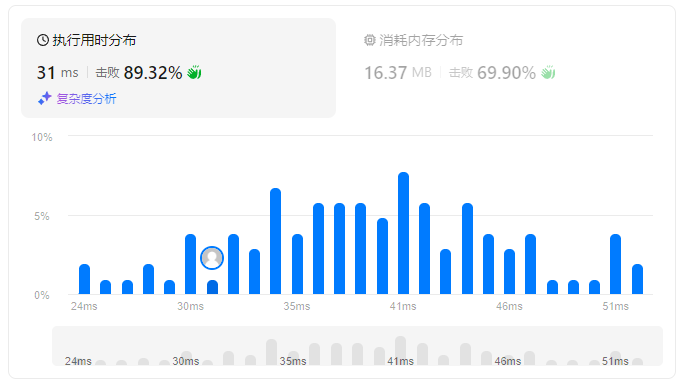 执行用时分布
消耗内存分布
31 ms 击败 89.32%
16.37 MB 击败 69.90%
复杂度分析
10%
5%
0%
24ms 30ms 35ms 41ms 46ms 51ms
24ms 30ms 35ms 41ms 46ms 51ms